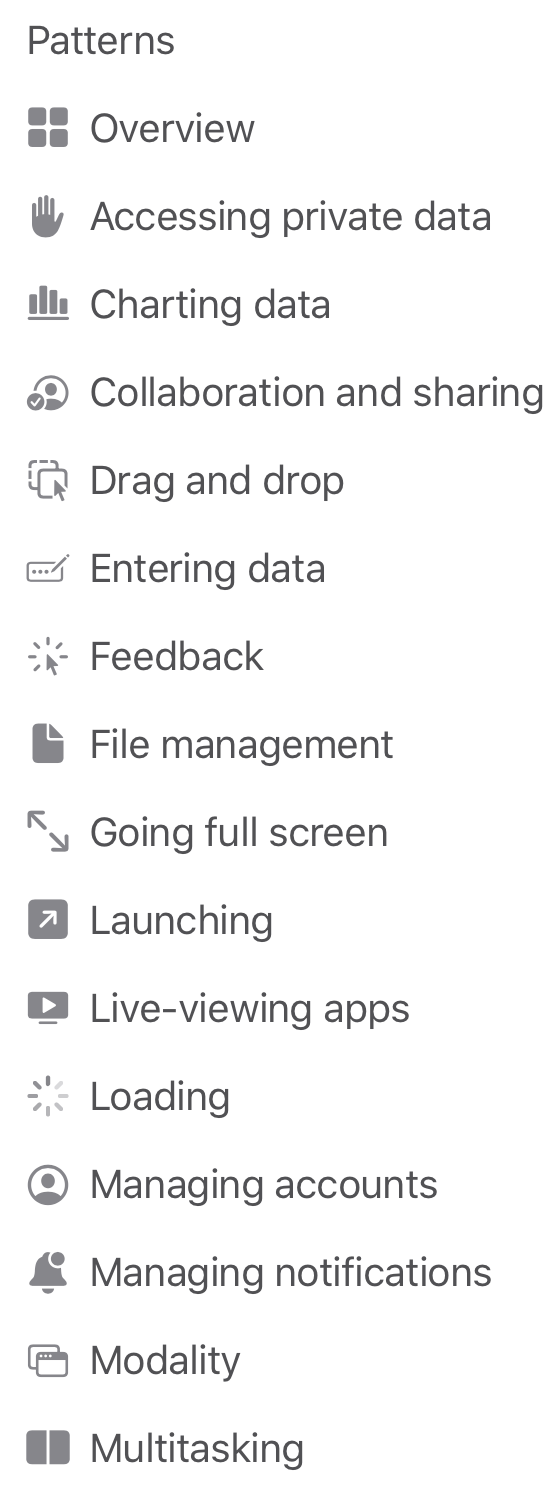 Patterns
Overview
Accessing private data
Charting data
Collaboration and sharing
Drag and drop
Entering data
Feedback
File management
Going full screen
Launching
Live-viewing apps
Loading
Managing accounts
Managing notifications
Modality
Multitasking